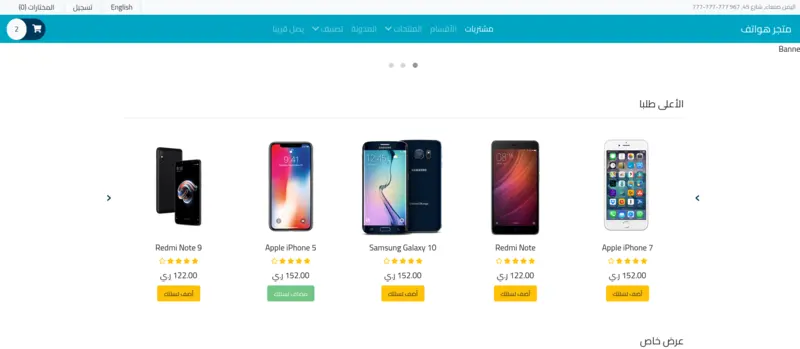 اليمن صنعاء, شارع 45, 967 777-777-777
English
تسجيل
المختارات (0)
متجر هواتف
مشتريات
الأقسام
المنتجات
المدونة
تصنيف
يصل قريبا
2
Banne
الأعلى طلبا
Apple iPhone 7
Redmi Note
Samsung Galaxy 10
Apple iPhone 5
Redmi Note 9
152.00 ر.ي
122.00 ر.ي
152.00 ر.ي
152.00 ر.ي
122.00 ر.ي
أضف لسلتك
أضف لسلتك
أضف لسلتك
مضاف لسلتك
أضف لسلتك
عرض خاص